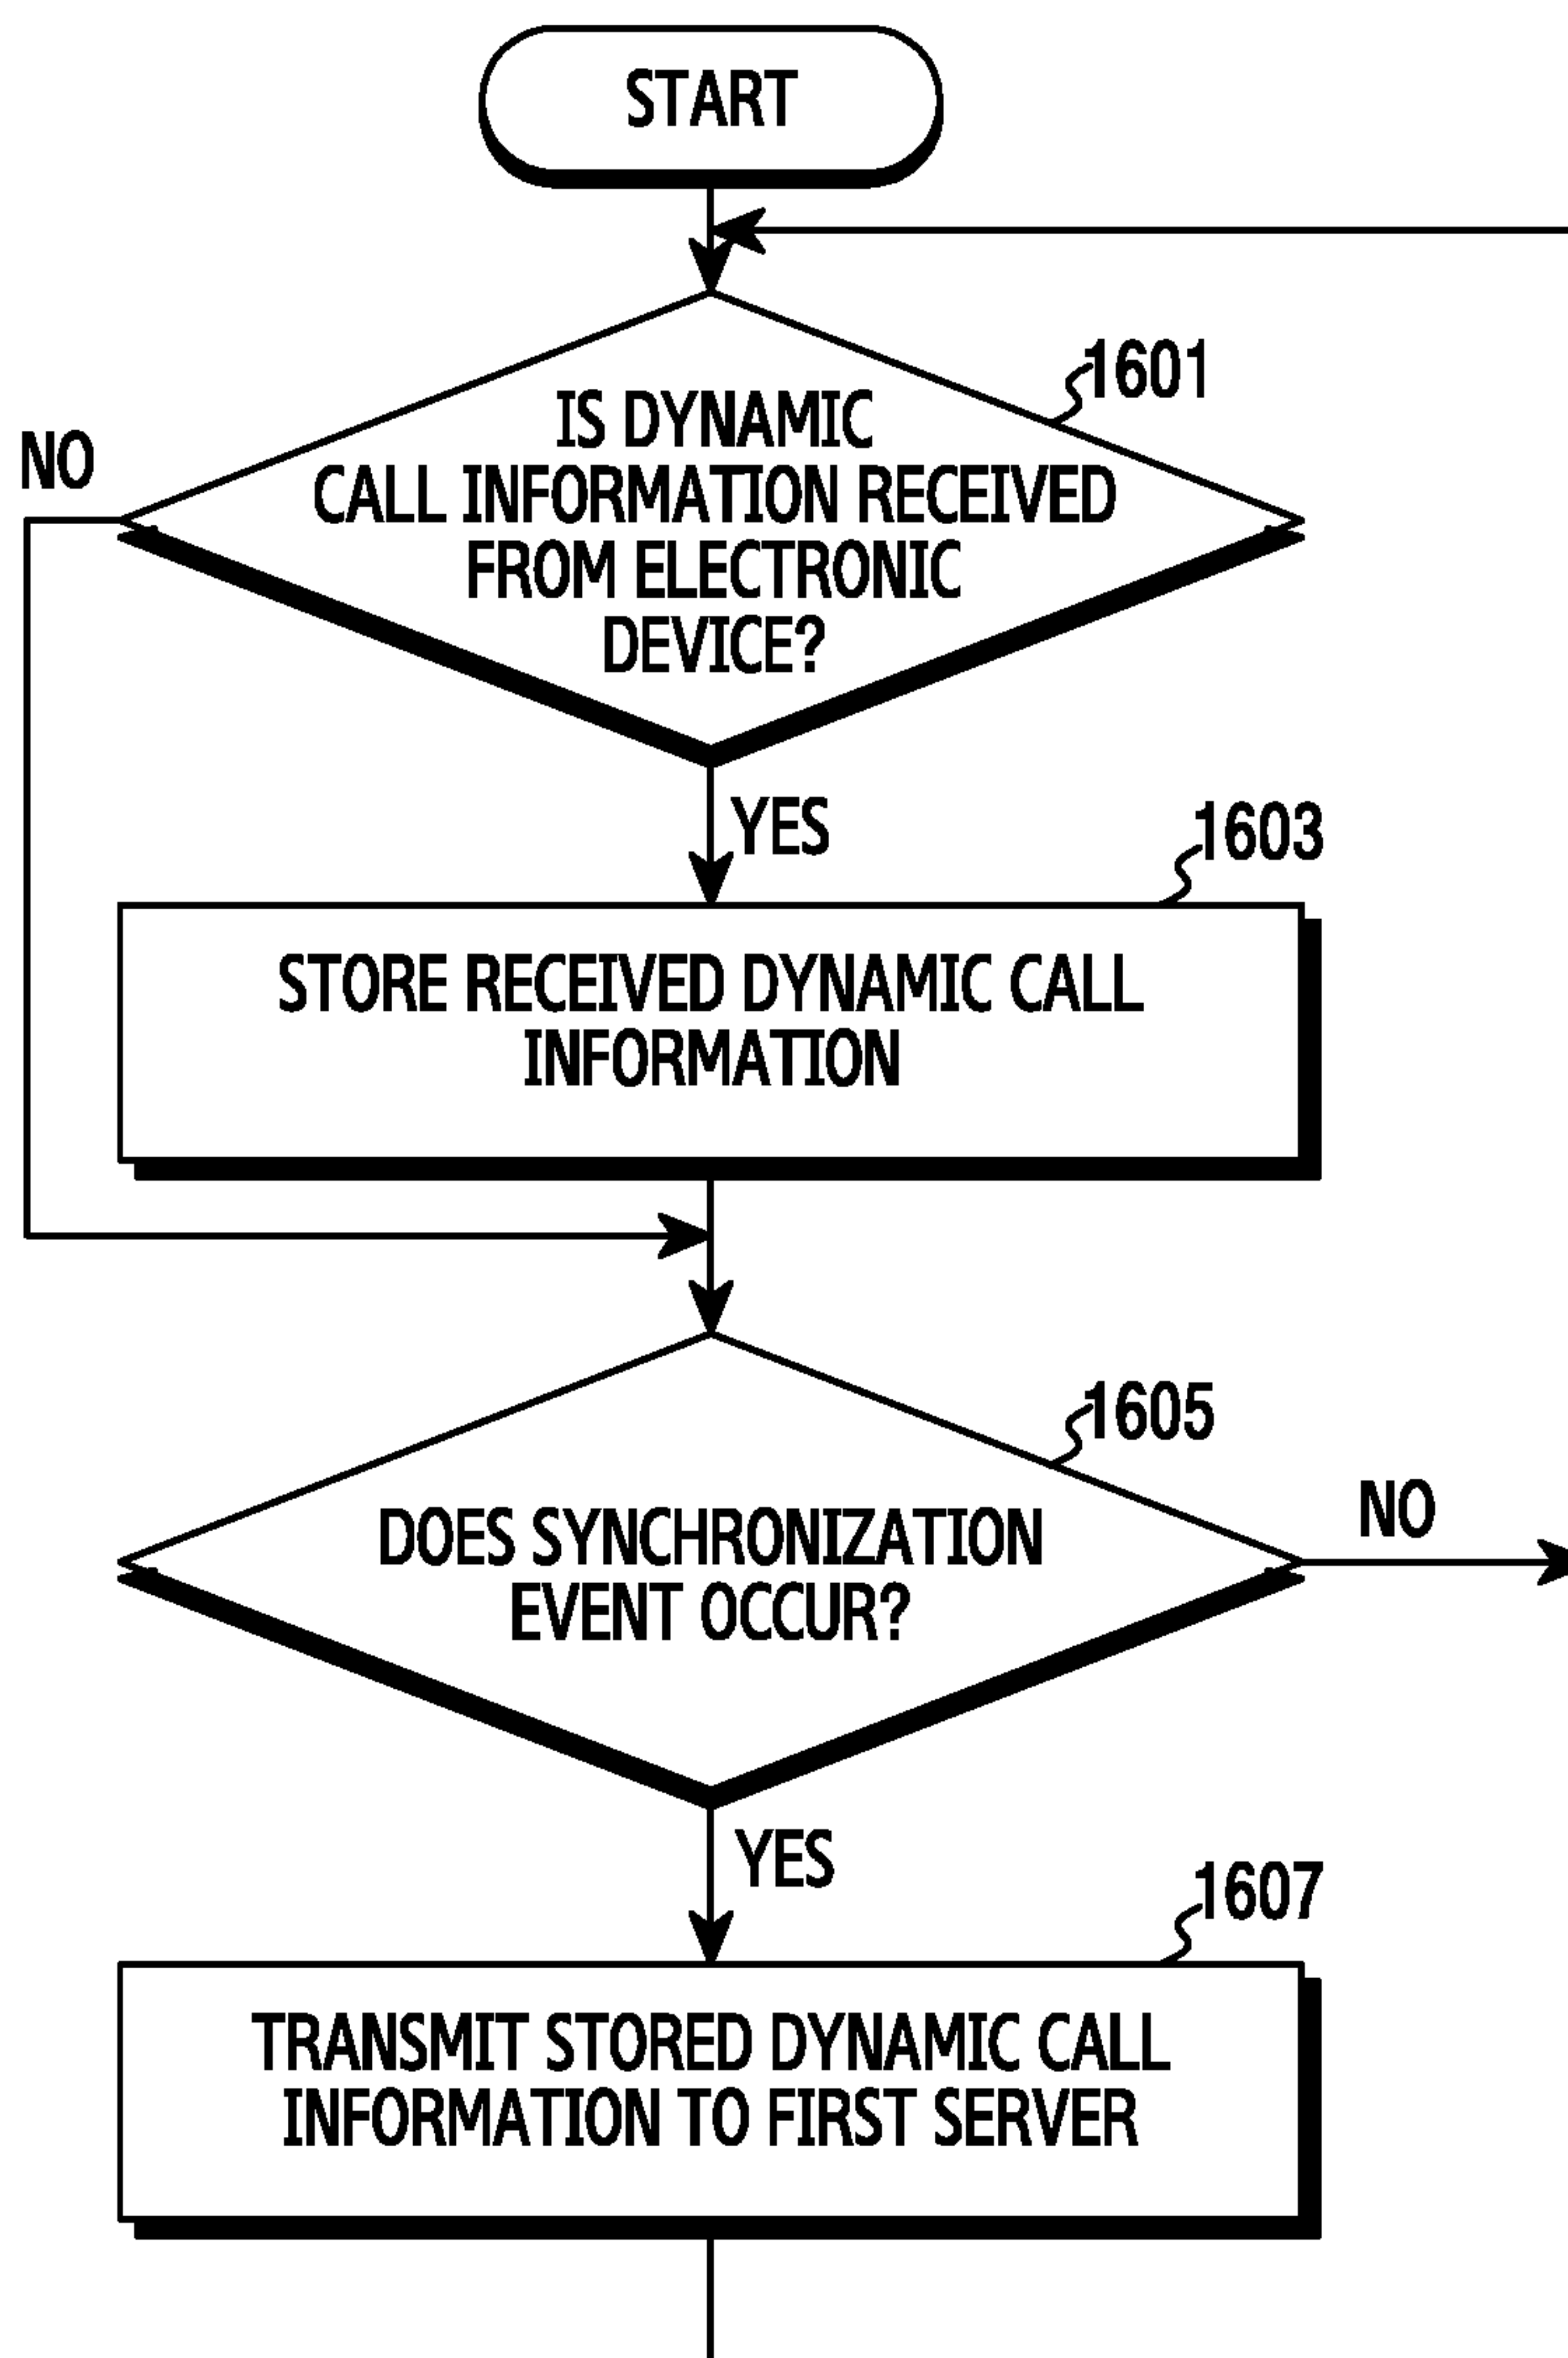 START
1601
IS DYNAMIC
CALL INFORMATION RECEIVED
FROM ELECTRONIC
DEVICE?
NO
YES
1603
STORE RECEIVED DYNAMIC CALL
INFORMATION
1605
DOES SYNCHRONIZATION
EVENT OCCUR?
NO
YES
1607
TRANSMIT STORED DYNAMIC CALL
INFORMATION TO FIRST SERVER